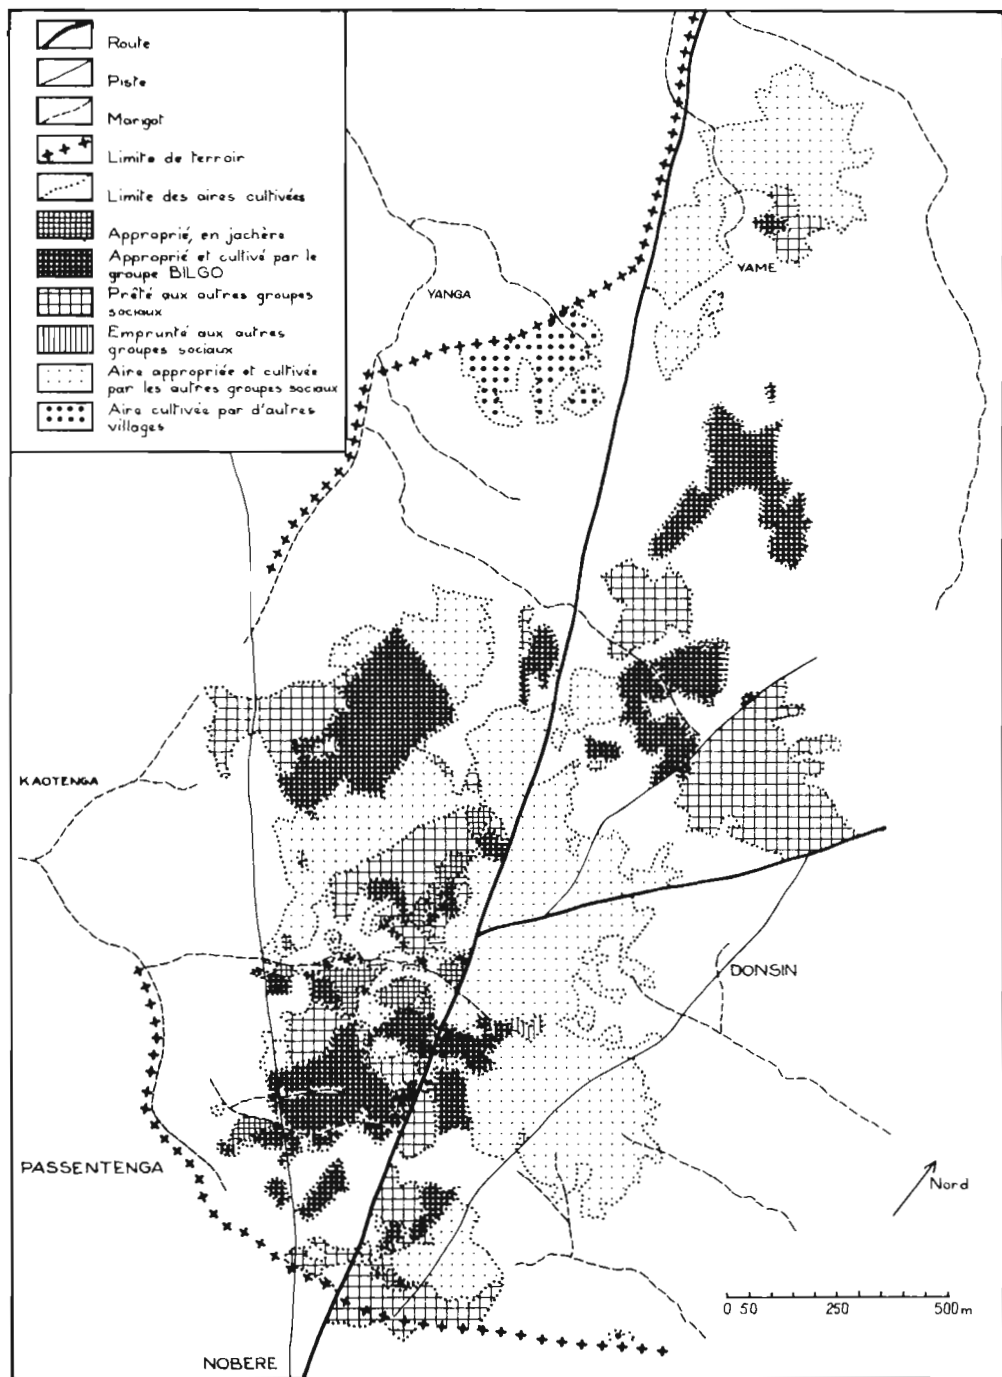 Route
Piste
Marigot
Limite de terroir
Limite des aires cultivées
Approprié, en jachère
Approprié et cultivé par le
groupe BILGO
Prêté aux autres groupes
sociaux
Emprunté aux autres
groupes sociaux
Aire appropriée et cultivée
par les autres groupes sociaux
Aire cultivée par d'autres
villages
YANGA
YAME
KAOTENGA
DONSIN
PASSENTENGA
Nord
0 50 250 500 m
NOBERE